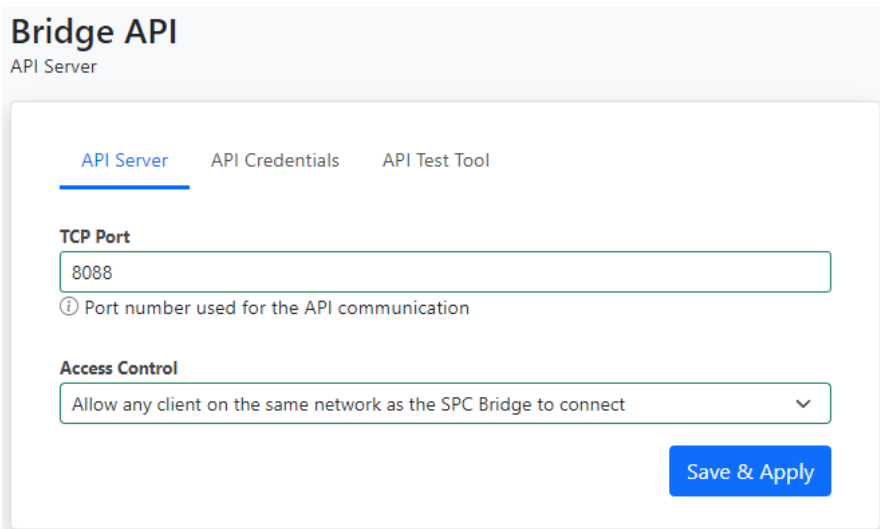 Bridge API
API Server
API Server API Credentials API Test Tool
TCP Port
8088
Port number used for the API communication
Access Control
Allow any client on the same network as the SPC Bridge to connect
Save & Apply